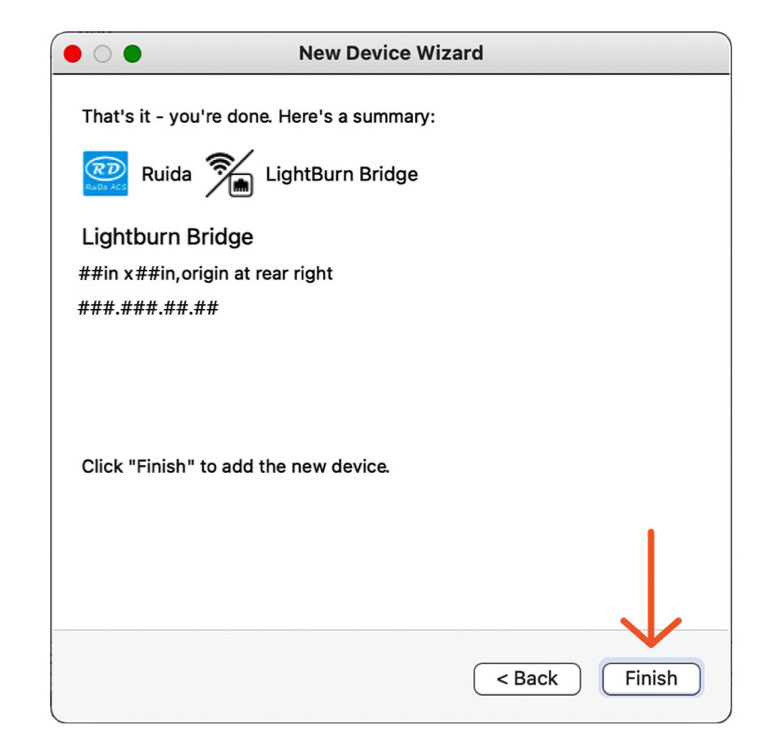 New Device Wizard
That's it - you're done. Here's a summary:
RD
RuiDa ACS
Ruida LightBurn Bridge
Lightburn Bridge
##in x##in,origin at rear right
###.###.##.##
Click "Finish" to add the new device.
< Back Finish